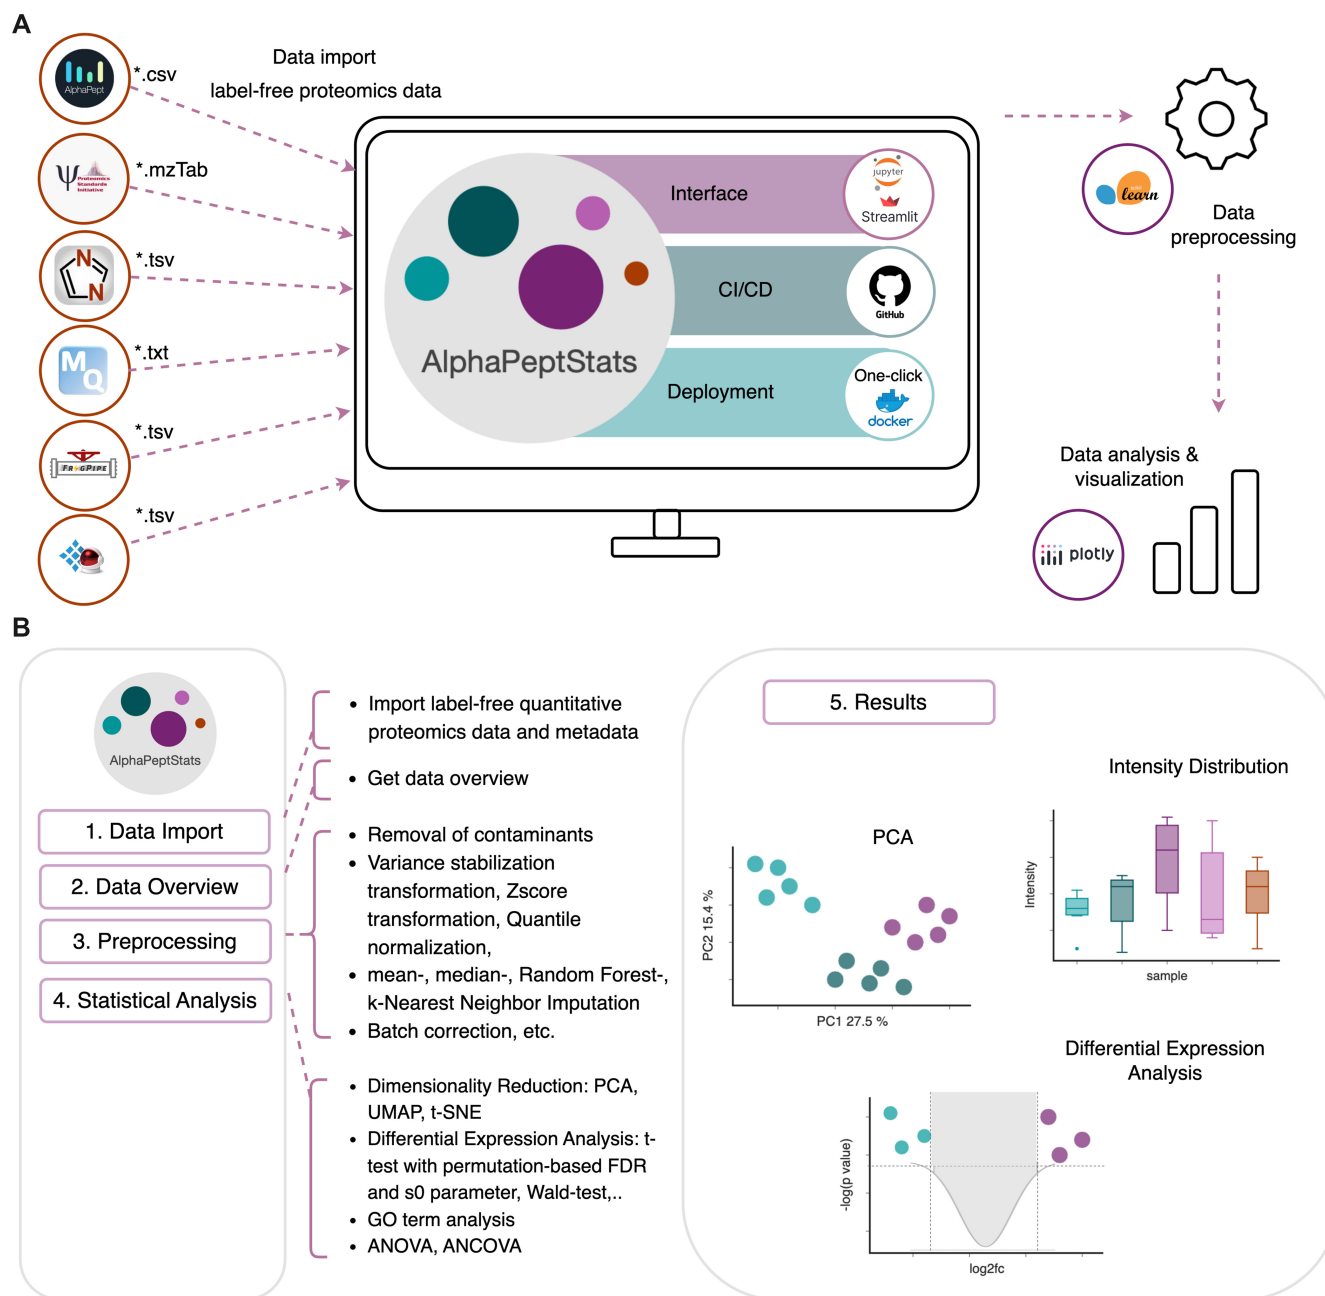 A
AlphaPept
*.csv
Data import
label-free proteomics data
Proteomics
Standards
Initiative
*.mzTab
N
N
*.tsv
M
Q
*.txt
FRAGPIPE
*.tsv
*.tsv
AlphaPeptStats
Interface
jupyter
Streamlit
CI/CD
GitHub
Deployment
One-click
docker
learn
Data
preprocessing
Data analysis &
visualization
plotly
B
AlphaPeptStats
1. Data Import
2. Data Overview
3. Preprocessing
4. Statistical Analysis
• Import label-free quantitative
proteomics data and metadata
• Get data overview
• Removal of contaminants
• Variance stabilization
transformation, Zscore
transformation, Quantile
normalization,
• mean-, median-, Random Forest-,
k-Nearest Neighbor Imputation
• Batch correction, etc.
• Dimensionality Reduction: PCA,
UMAP, t-SNE
• Differential Expression Analysis: t-
test with permutation-based FDR
and s0 parameter, Wald-test,..
• GO term analysis
• ANOVA, ANCOVA
5. Results
PCA
PC2 15.4 %
PC1 27.5 %
Intensity Distribution
Intensity
sample
Differential Expression
Analysis
-log(p value)
log2fc